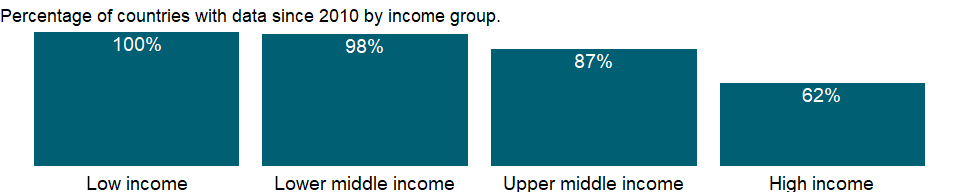 Percentage of countries with data since 2010 by income group.
100% 98% 87% 62%
Low income Lower middle income Upper middle income High income